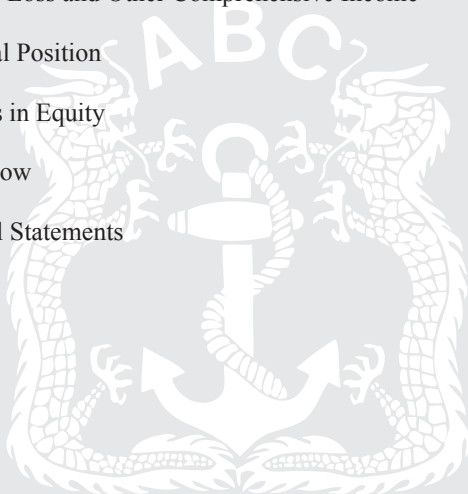 Loss and Other Comprehensive Income
ABC
al Position
s in Equity
ow
l Statements